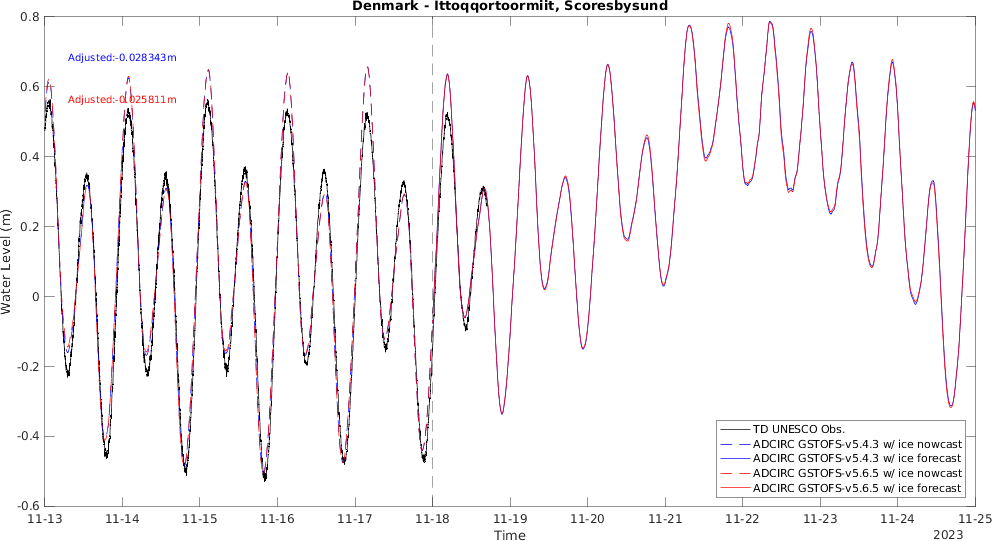 Denmark - Ittoqqortoormiit, Scoresbysund
0.8
Adjusted:-0.028343m
0.6
Adjusted:-0.025811m
0.4
0.2
0
-0.2
-0.4
-0.6
Water Level (m)
TD UNESCO Obs.
ADCIRC GSTOFS-v5.4.3 w/ ice nowcast
ADCIRC GSTOFS-v5.4.3 w/ ice forecast
ADCIRC GSTOFS-v5.6.5 w/ ice nowcast
ADCIRC GSTOFS-v5.6.5 w/ ice forecast
11-13 11-14 11-15 11-16 11-17 11-18 11-19 11-20 11-21 11-22 11-23 11-24 11-25
Time
2023